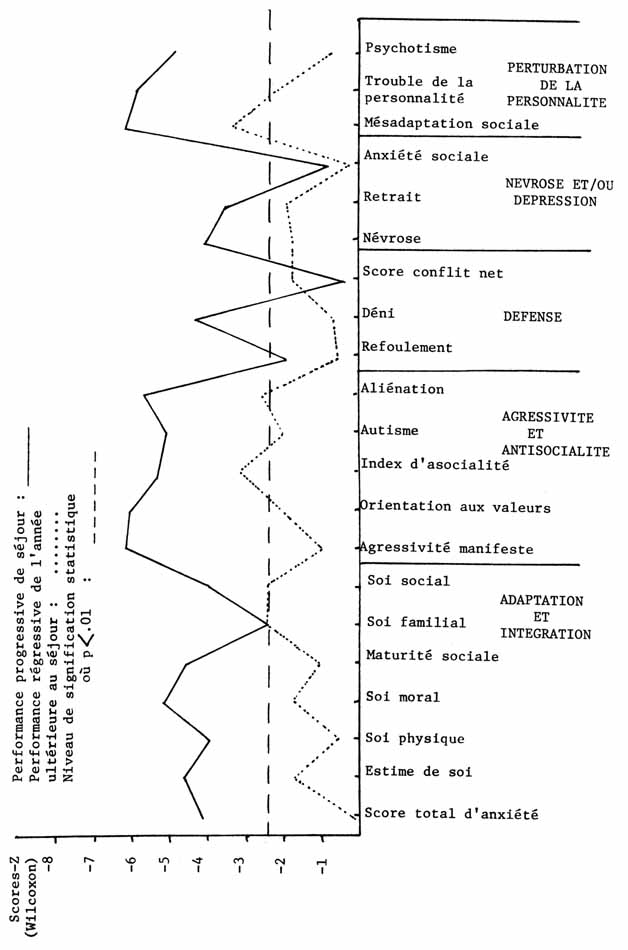 Psychotisme
Trouble de la
personnalité
Mésadaptation sociale
PERTURBATION
DE LA
PERSONNALITE
Anxiété sociale
Retrait
Névrose
NEVROSE ET/OU
DEPRESSION
Score conflit net
Déni
Refoulement
DEFENSE
Aliénation
Autisme
Index d'asocialité
Orientation aux valeurs
Agressivité manifeste
AGRESSIVITE
ET
ANTISOCIALITE
Soi social
Soi familial
Maturité sociale
Soi moral
Soi physique
Estime de soi
Score total d'anxiété
ADAPTATION
ET
INTEGRATION
Performance progressive de séjour :
Performance régressive de l'année
ultérieure au séjour :
Niveau de signification statistique
où p<.01 :
Scores-Z
(Wilcoxon)
-8
-7
-6
-5
-4
-3
-2
-1